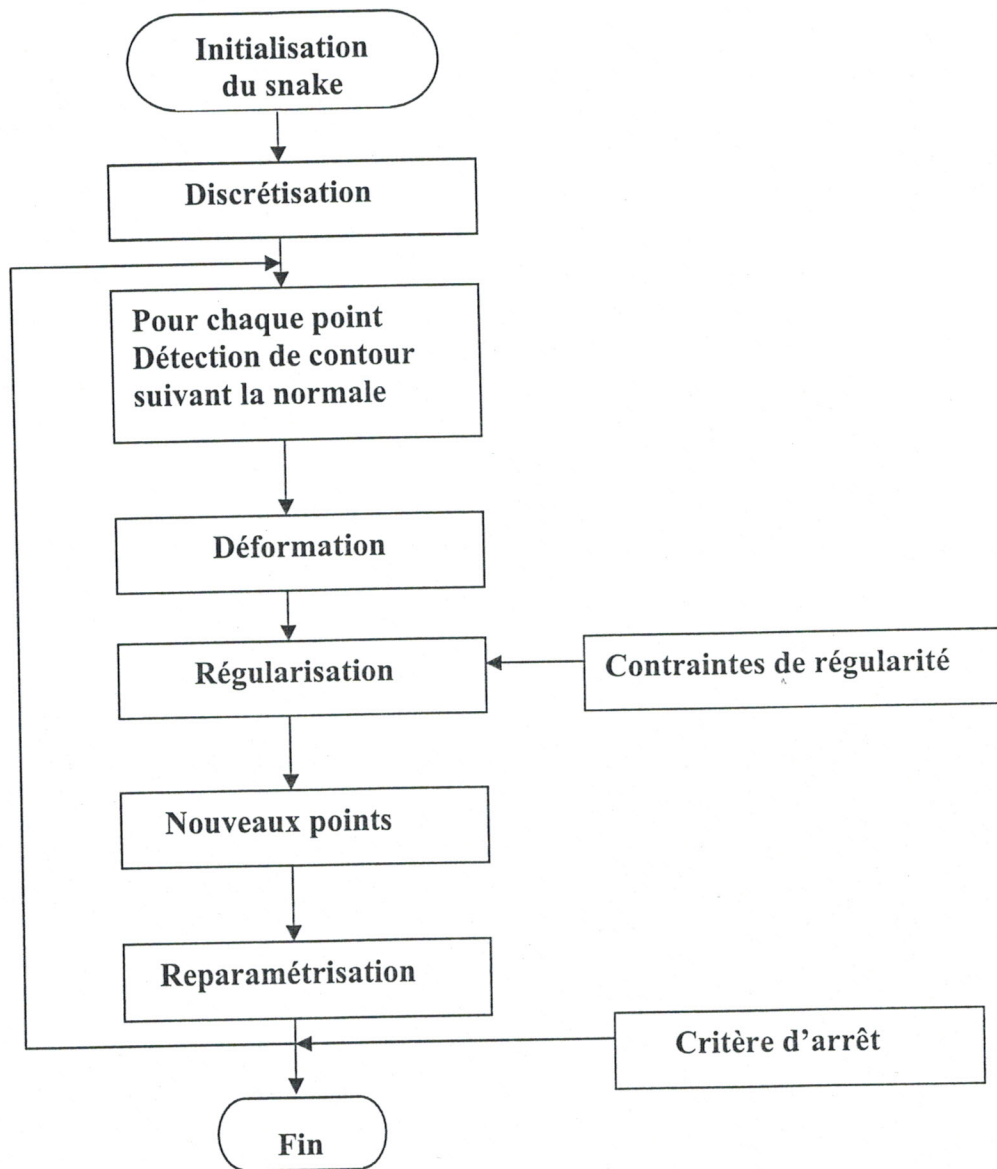 Initialisation
du snake
Discrétisation
Pour chaque point
Détection de contour
suivant la normale
Déformation
Régularisation
Contraintes de régularité
Nouveaux points
Reparamétrisation
Critère d'arrêt
Fin